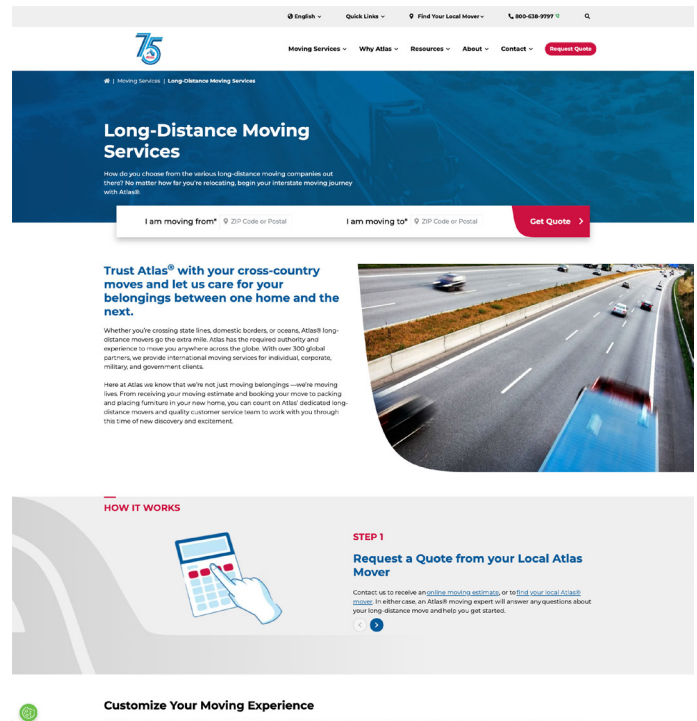 English
Quick Links
Find Your Local Mover
800-638-9797
75
Moving Services
Why Atlas
Resources
About
Contact
Request Quote
| Moving Services | Long-Distance Moving Services
Long-Distance Moving
Services
How do you choose from the various long-distance moving companies out
there? No matter how far you're relocating, begin your interstate moving journey
with Atlas®.
I am moving from* ZIP Code or Postal
I am moving to* ZIP Code or Postal
Get Quote
Trust Atlas® with your cross-country
moves and let us care for your
belongings between one home and the
next.
Whether you're crossing state lines, domestic borders, or oceans, Atlas® long-
distance movers go the extra mile. Atlas has the required authority and
experience to move you anywhere across the globe. With over 300 global
partners, we provide international moving services for individual, corporate,
military, and government clients.
Here at Atlas we know that we're not just moving belongings —we're moving
lives. From receiving your moving estimate and booking your move to packing
and placing furniture in your new home, you can count on Atlas' dedicated long-
distance movers and quality customer service team to work with you through
this time of new discovery and excitement.
HOW IT WORKS
STEP 1
Request a Quote from your Local Atlas
Mover
Contact us to receive an online moving estimate, or to find your local Atlas®
mover. In either case, an Atlas® moving expert will answer any questions about
your long-distance move and help you get started.
Customize Your Moving Experience